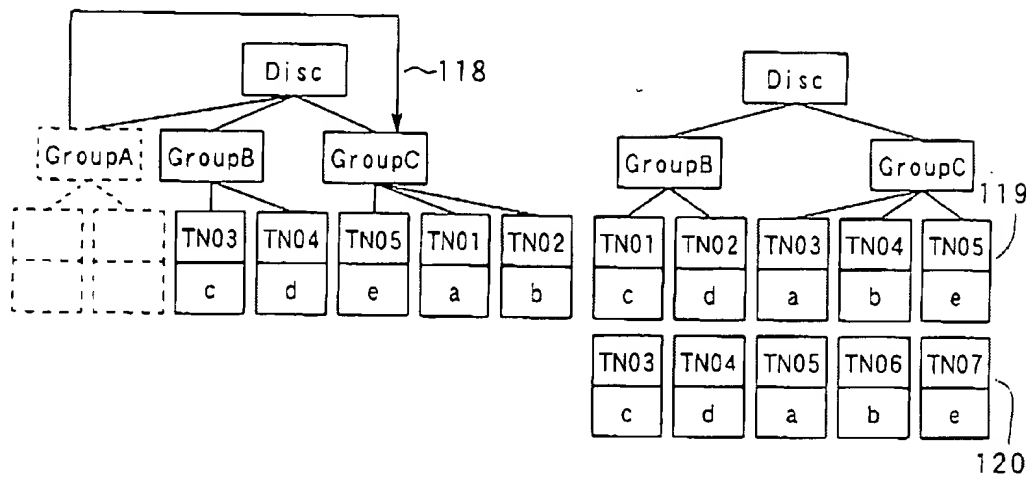 Disc
118
GroupA GroupB GroupC
TN03 TN04 TN05 TN01 TN02
c d e a b
Disc
GroupB GroupC
119
TN01 TN02 TN03 TN04 TN05
c d a b e
TN03 TN04 TN05 TN06 TN07
c d a b e
120